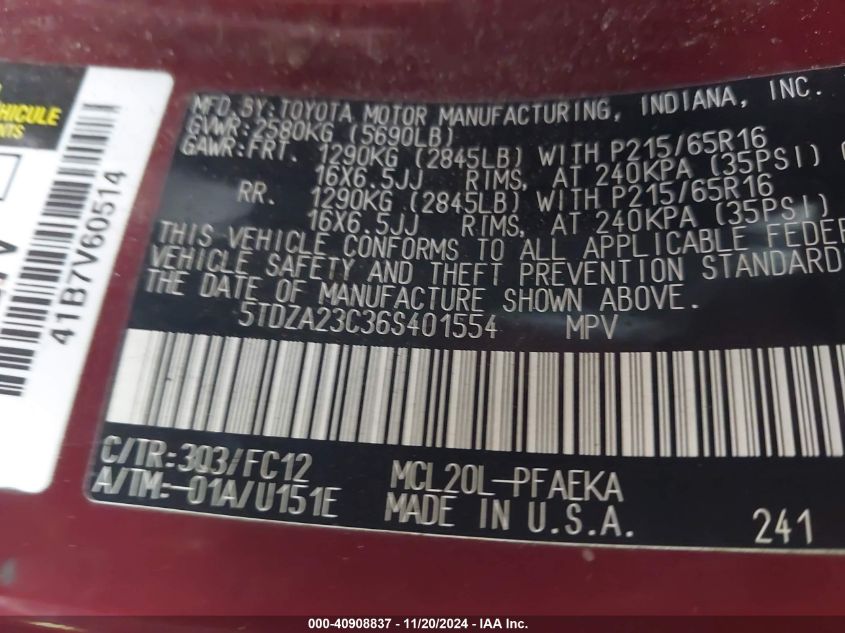 MFD. BY: TOYOTA MOTOR MANUFACTURING, INDIANA, INC.
GVWR: 2580KG (5690LB)
GAWR: FRT. 1290KG (2845LB) WITH P215/65R16
16X6.5JJ RIMS, AT 240KPA (35PSI) (
RR. 1290KG (2845LB) WITH P215/65R16
16X6.5JJ RIMS, AT 240KPA (35PSI)
THIS VEHICLE CONFORMS TO ALL APPLICABLE FEDER
VEHICLE SAFETY AND THEFT PREVENTION STANDARD
THE DATE OF MANUFACTURE SHOWN ABOVE.
5TDZA23C36S401554 MPV
C/TR: 3Q3/FC12 MCL20L-PFAEKA
A/TM: -01A/U151E MADE IN U.S.A. 241
VEHICULE
NTS
41B7V60514
000-40908837 - 11/20/2024 - IAA Inc.